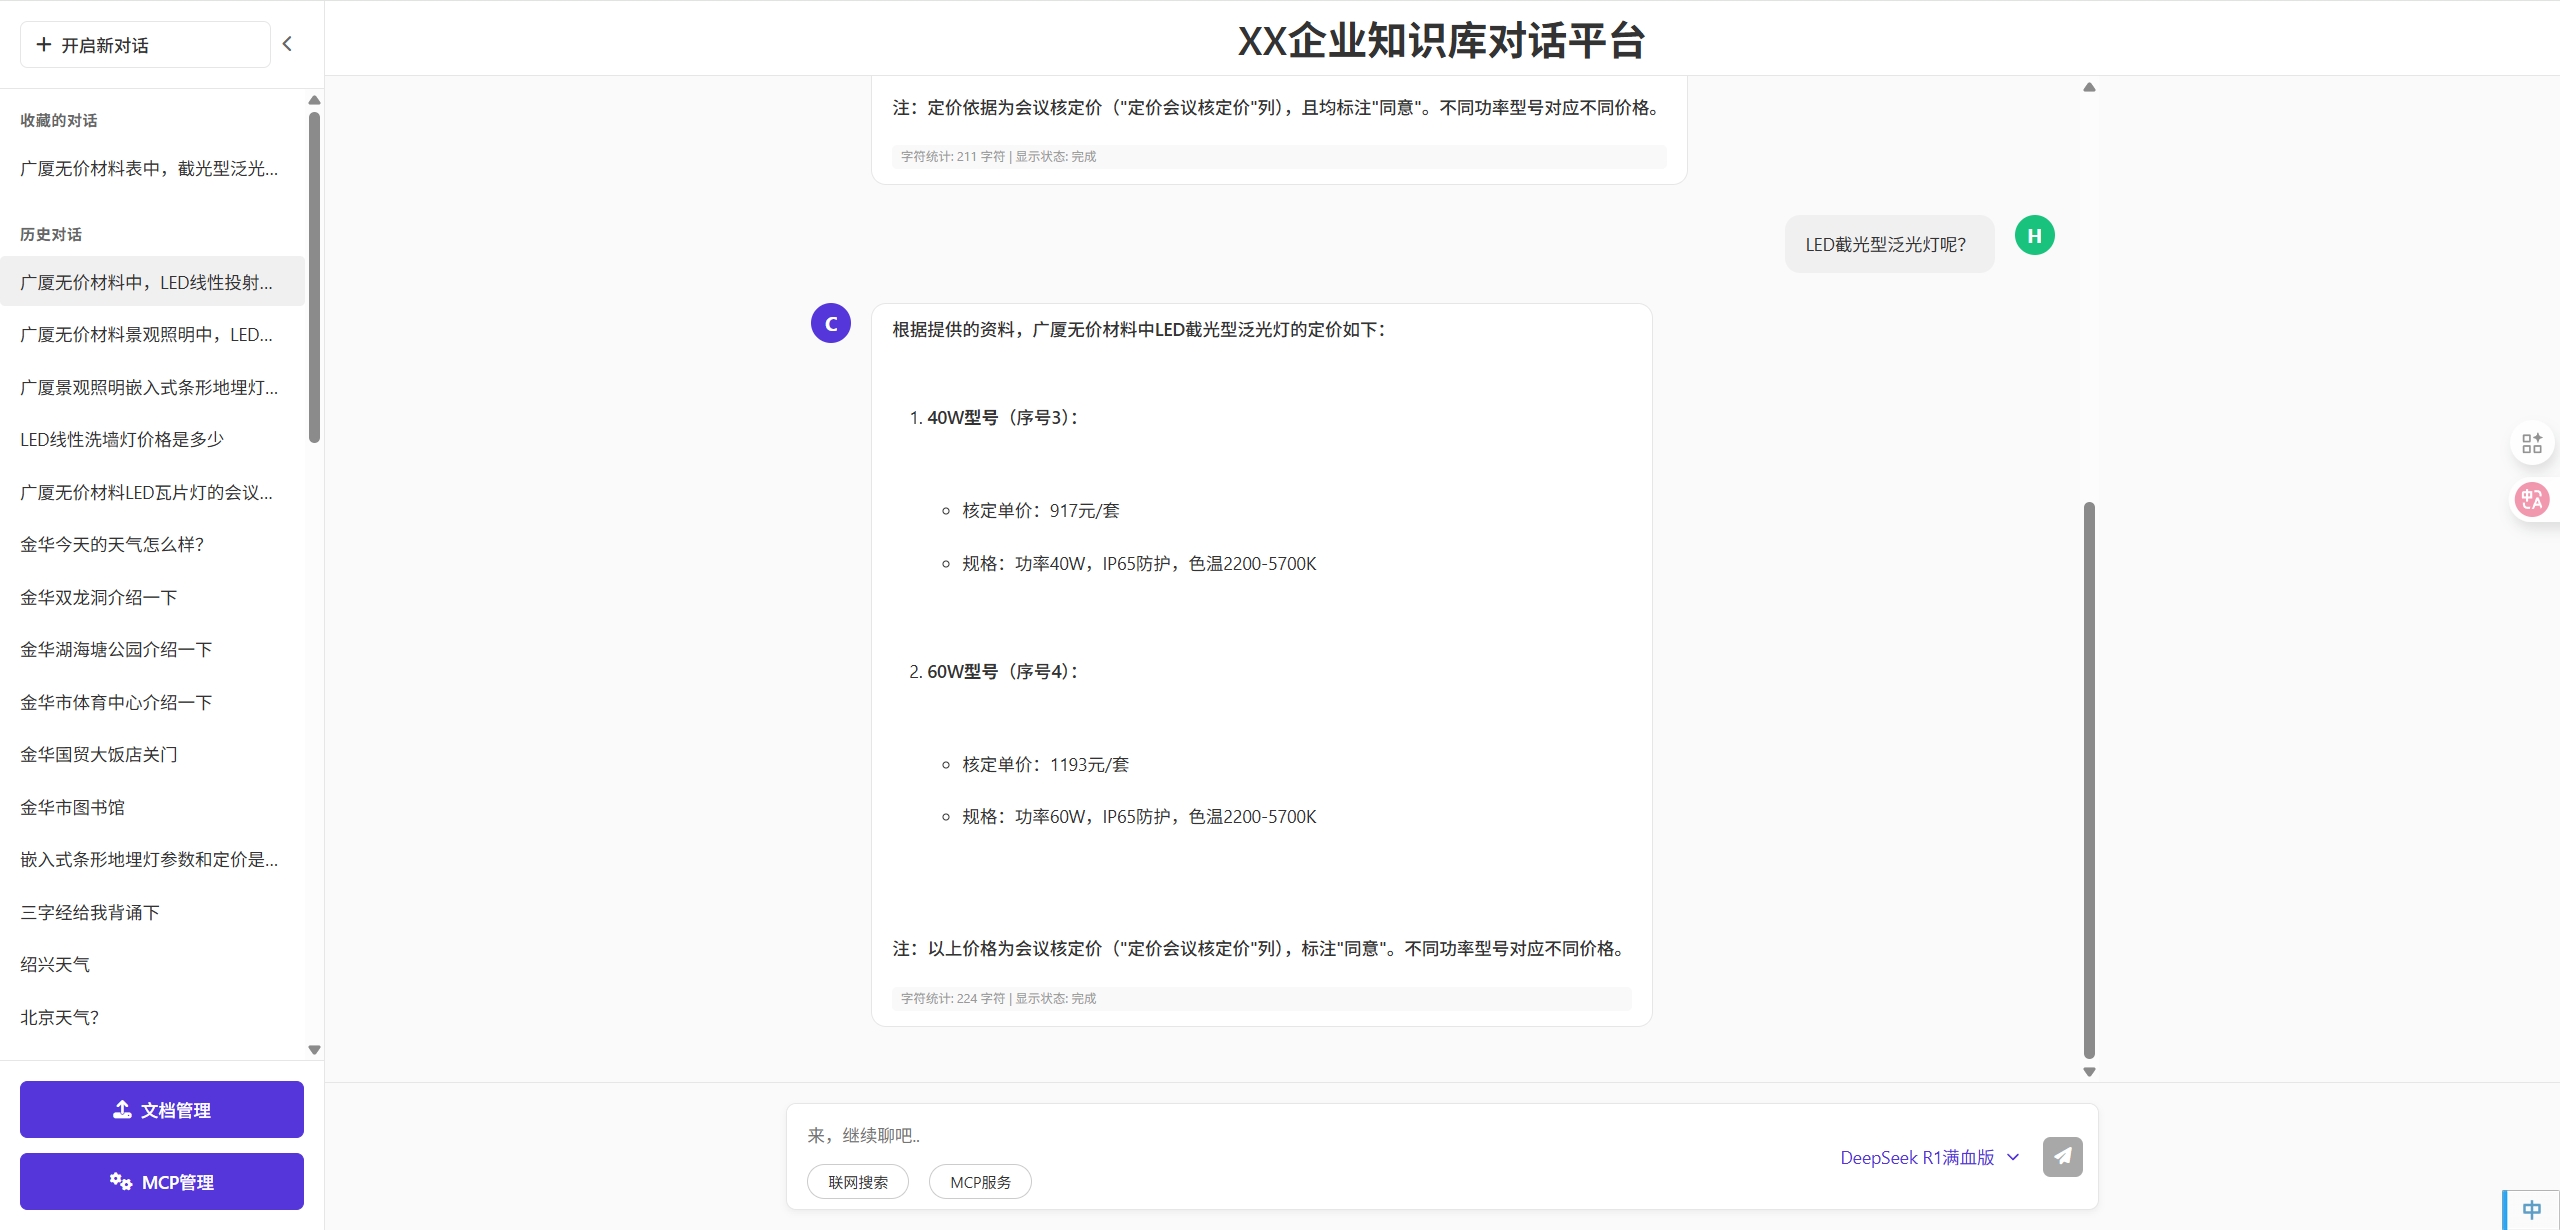 开启新对话
收藏的对话
广厦无价材料表中，截光型泛光...
历史对话
广厦无价材料中，LED线性投射...
广厦无价材料景观照明中，LED...
广厦景观照明嵌入式条形地埋灯...
LED线性洗墙灯价格是多少
广厦无价材料LED瓦片灯的会议...
金华今天的天气怎么样？
金华双龙洞介绍一下
金华湖海塘公园介绍一下
金华市体育中心介绍一下
金华国贸大饭店关门
金华市图书馆
嵌入式条形地埋灯参数和定价是...
三字经给我背诵下
绍兴天气
北京天气？
文档管理
MCP管理
XX企业知识库对话平台
注：定价依据为会议核定价（"定价会议核定价"列），且均标注"同意"。不同功率型号对应不同价格。
字符统计: 211 字符 | 显示状态: 完成
LED截光型泛光灯呢？
H
C
根据提供的资料，广厦无价材料中LED截光型泛光灯的定价如下：
1. 40W型号（序号3）：
核定单价：917元/套
规格：功率40W，IP65防护，色温2200-5700K
2. 60W型号（序号4）：
核定单价：1193元/套
规格：功率60W，IP65防护，色温2200-5700K
注：以上价格为会议核定价（"定价会议核定价"列），标注"同意"。不同功率型号对应不同价格。
字符统计: 224 字符 | 显示状态: 完成
来，继续聊吧..
联网搜索
MCP服务
DeepSeek R1满血版
中A
中